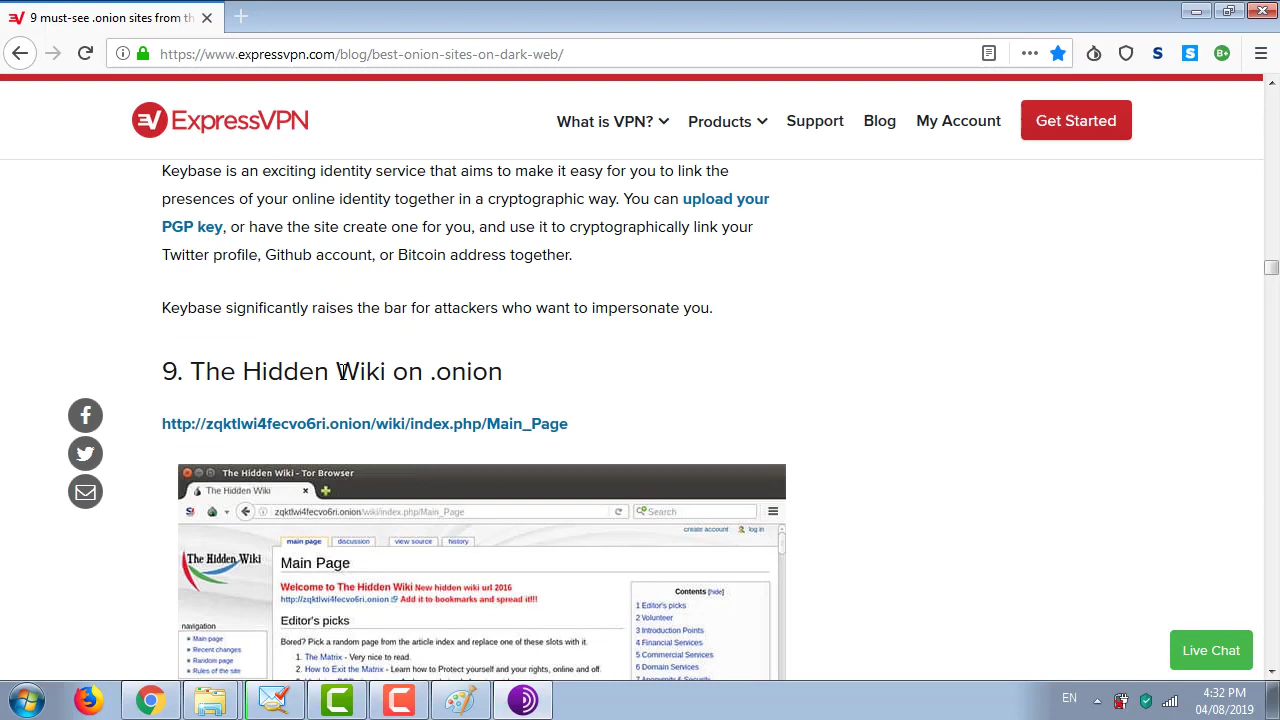 9 must-see .onion sites from th
https://www.expressvpn.com/blog/best-onion-sites-on-dark-web/
ExpressVPN
What is VPN?
Products
Support
Blog
My Account
Get Started
Keybase is an exciting identity service that aims to make it easy for you to link the
presences of your online identity together in a cryptographic way. You can upload your
PGP key, or have the site create one for you, and use it to cryptographically link your
Twitter profile, Github account, or Bitcoin address together.
Keybase significantly raises the bar for attackers who want to impersonate you.
9. The Hidden Wiki on .onion
http://zqktlwi4fecvo6ri.onion/wiki/index.php/Main_Page
The Hidden Wiki - Tor Browser
The Hidden Wiki
zqktlwi4fecvo6ri.onion/wiki/index.php/Main_Page
Search
create account
log in
main page
discussion
view source
history
The Hidden Wiki
Main Page
Welcome to The Hidden Wiki New hidden wiki url 2016
http://zqktlwi4fecvo6ri.onion Add it to bookmarks and spread it!!!
Editor's picks
Bored? Pick a random page from the article index and replace one of these slots with it.
1. The Matrix - Very nice to read.
2. How to Exit the Matrix - Learn how to Protect yourself and your rights, online and off.
navigation
Main page
Recent changes
Random page
Rules of the site
Contents [hide]
1 Editor's picks
2 Volunteer
3 Introduction Points
4 Financial Services
5 Commercial Services
6 Domain Services
Live Chat
EN
4:32 PM
04/08/2019